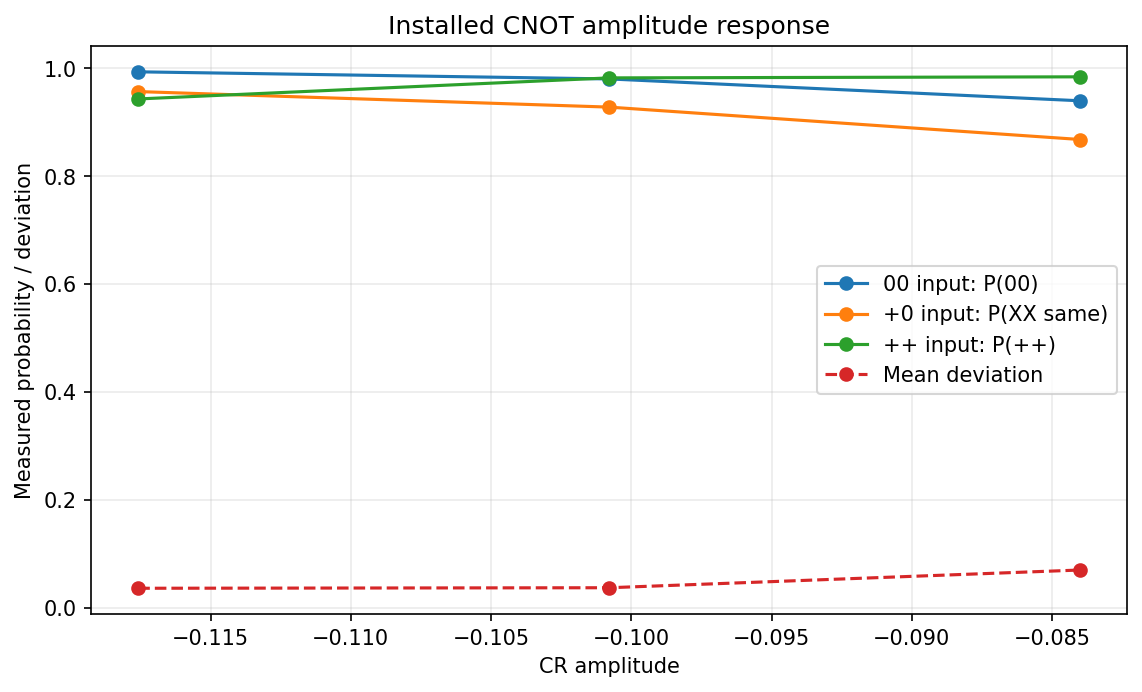 Installed CNOT amplitude response
Measured probability / deviation
1.0
0.8
0.6
0.4
0.2
0.0
00 input: P(00)
+0 input: P(XX same)
++ input: P(++)
Mean deviation
−0.115
−0.110
−0.105
−0.100
−0.095
−0.090
−0.085
CR amplitude